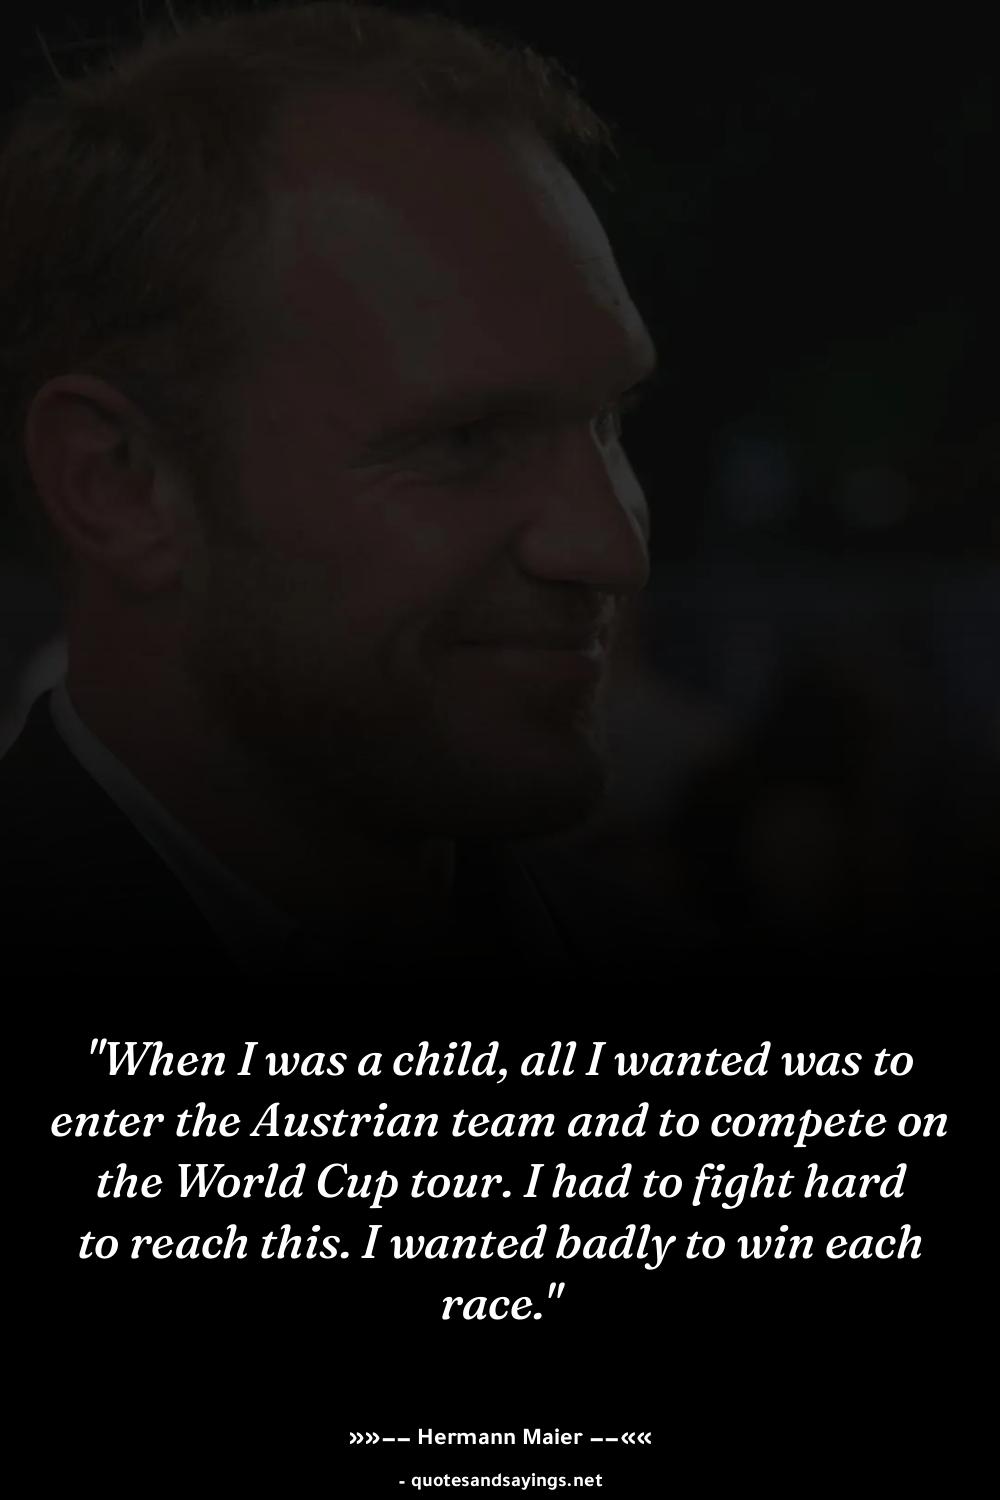 "When I was a child, all I wanted was to
enter the Austrian team and to compete on
the World Cup tour. I had to fight hard
to reach this. I wanted badly to win each
race."
»»–– Hermann Maier ––««
- quotesandsayings.net